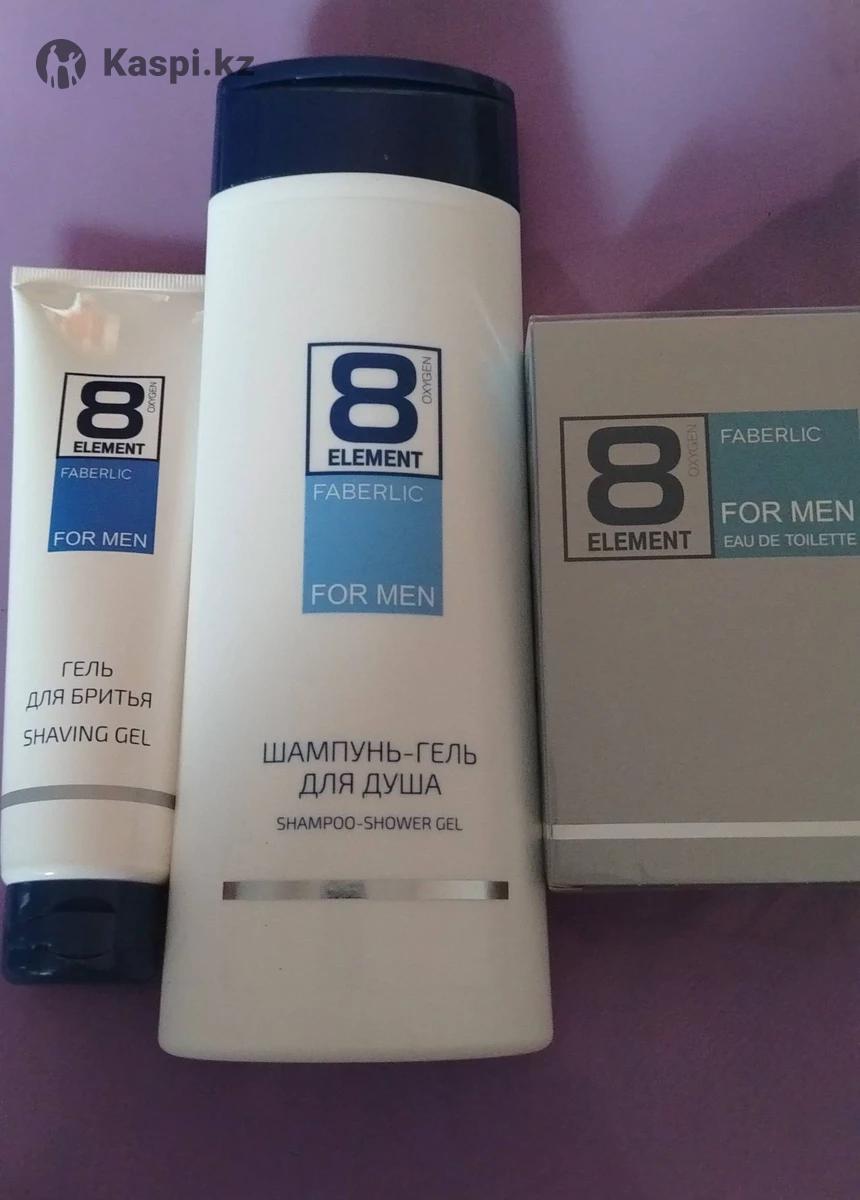 Kaspi.kz
8
OXYGEN
ELEMENT
FABERLIC
FOR MEN
ГЕЛЬ
ДЛЯ БРИТЬЯ
SHAVING GEL
8
OXYGEN
ELEMENT
FABERLIC
FOR MEN
ШАМПУНЬ-ГЕЛЬ
ДЛЯ ДУША
SHAMPOO-SHOWER GEL
8
OXYGEN
ELEMENT
FABERLIC
FOR MEN
EAU DE TOILETTE